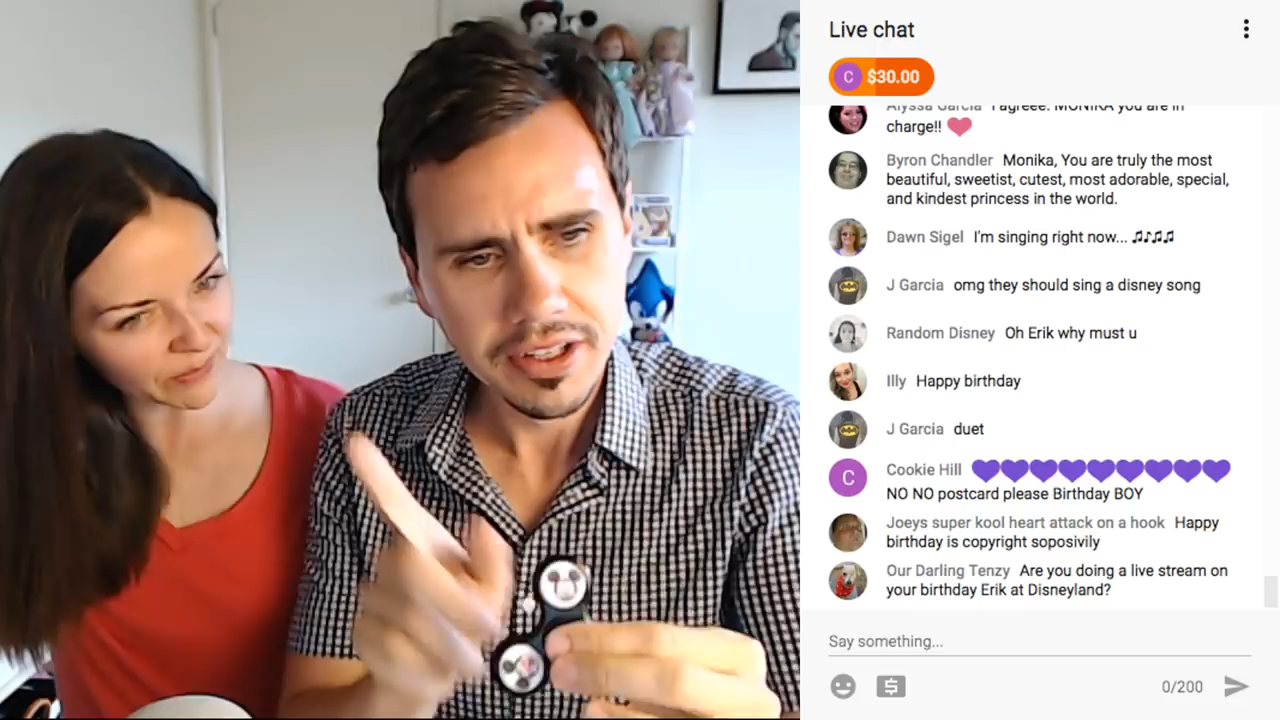 Live chat
C $30.00
Alyssa Garcia I agreee. MONIKA you are in
charge!!
Byron Chandler Monika, You are truly the most
beautiful, sweetist, cutest, most adorable, special,
and kindest princess in the world.
Dawn Sigel I'm singing right now... ♫♪♫♫
J Garcia omg they should sing a disney song
Random Disney Oh Erik why must u
Illy Happy birthday
J Garcia duet
C Cookie Hill 💜💜💜💜💜💜💜💜💜
NO NO postcard please Birthday BOY
Joeys super kool heart attack on a hook Happy
birthday is copyright soposivily
Our Darling Tenzy Are you doing a live stream on
your birthday Erik at Disneyland?
Say something...
0/200